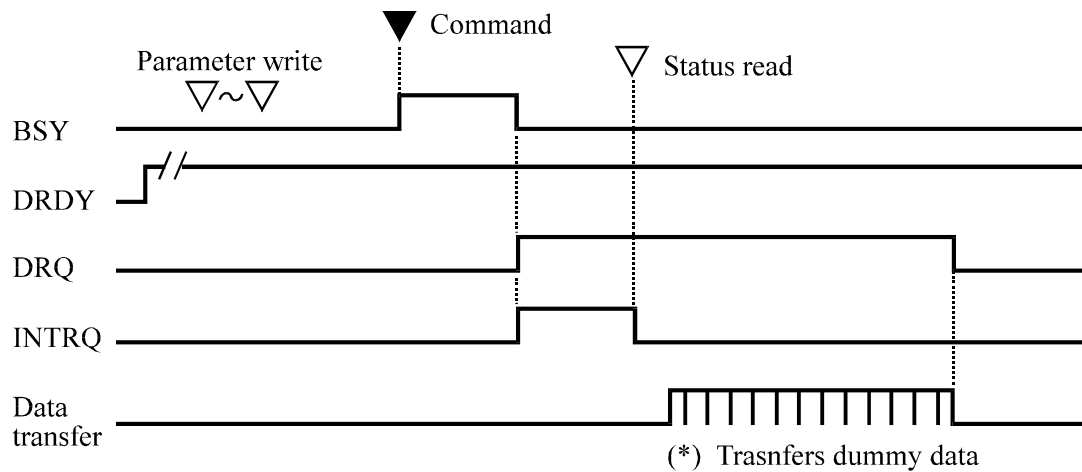 Command
Parameter write
Status read
BSY
DRDY
DRQ
INTRQ
Data
transfer
(*) Trasnfers dummy data